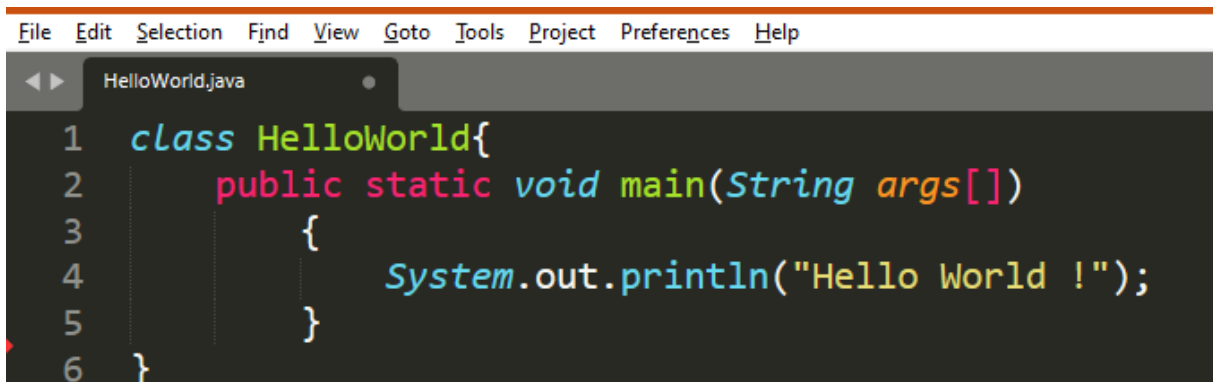 File Edit Selection Find View Goto Tools Project Preferences Help
HelloWorld.java
1 class HelloWorld{
2 public static void main(String args[])
3 {
4 System.out.println("Hello World !");
5 }
6 }